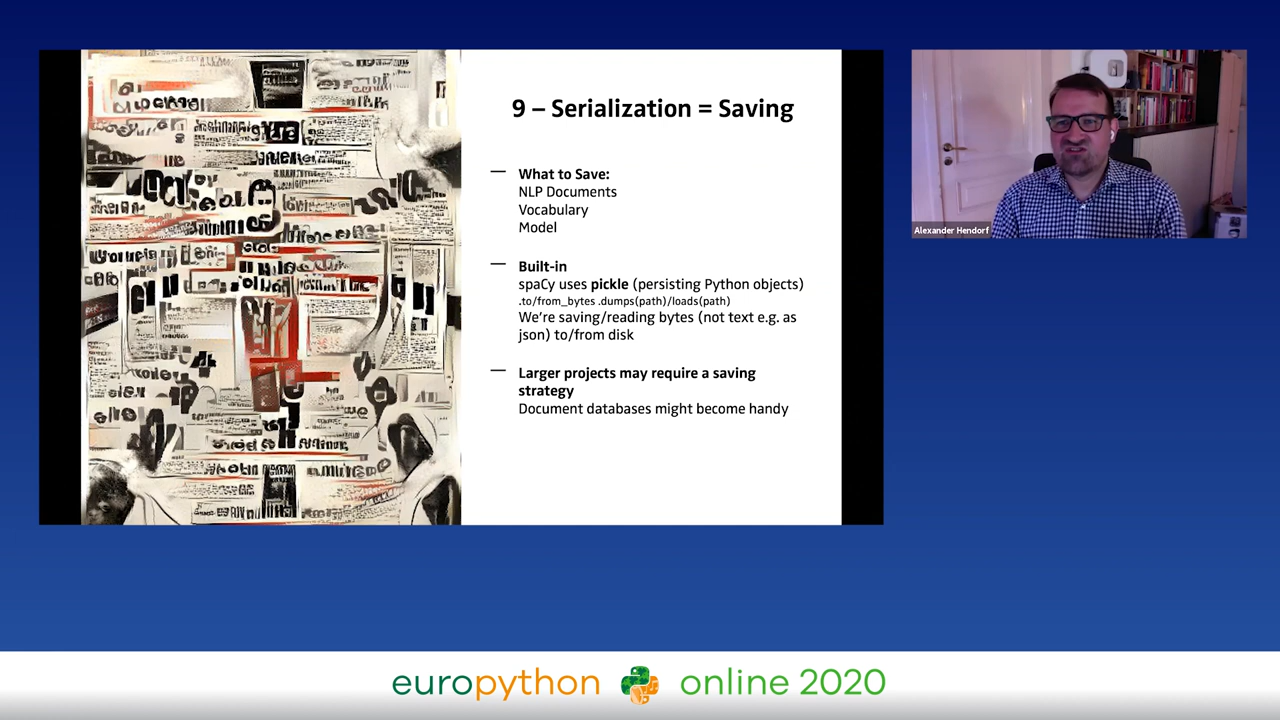 9 – Serialization = Saving
— What to Save:
NLP Documents
Vocabulary
Model
— Built-in
spaCy uses pickle (persisting Python objects)
.to/from_bytes .dumps(path)/loads(path)
We're saving/reading bytes (not text e.g. as
json) to/from disk
— Larger projects may require a saving
strategy
Document databases might become handy
Alexander Hendorf
europython online 2020